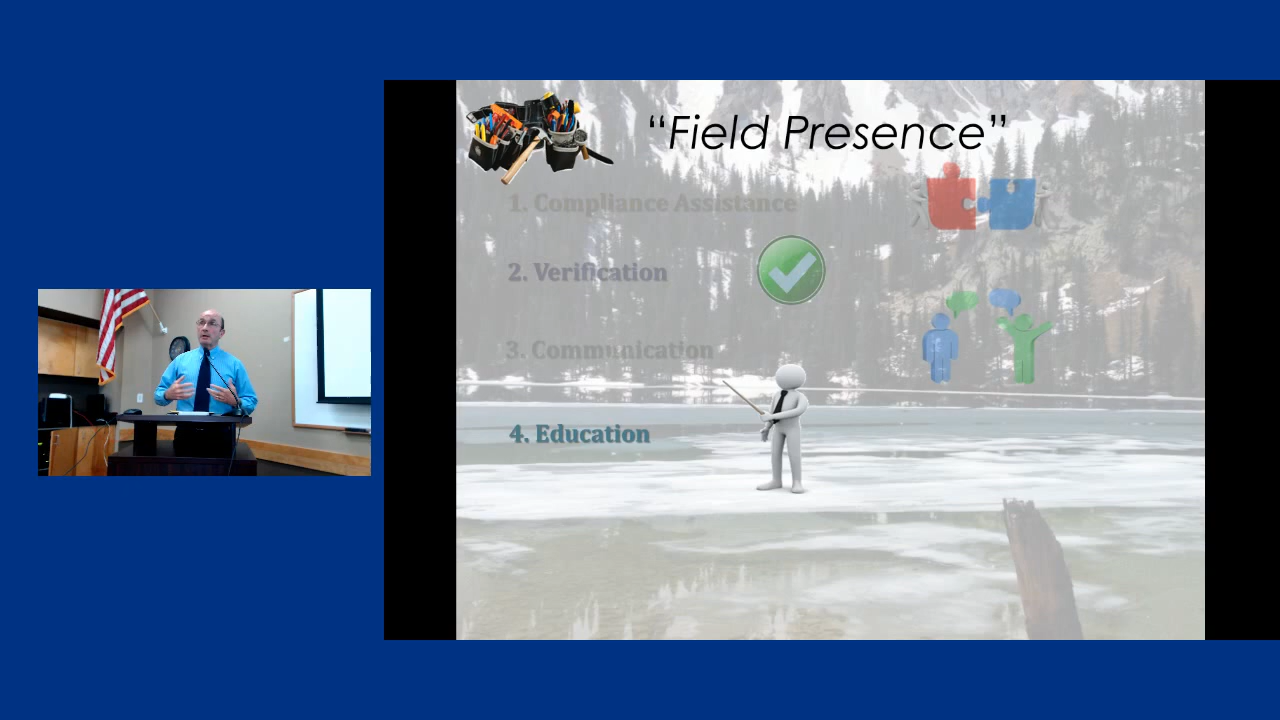 “Field Presence”
1. Compliance Assistance
2. Verification
3. Communication
4. Education